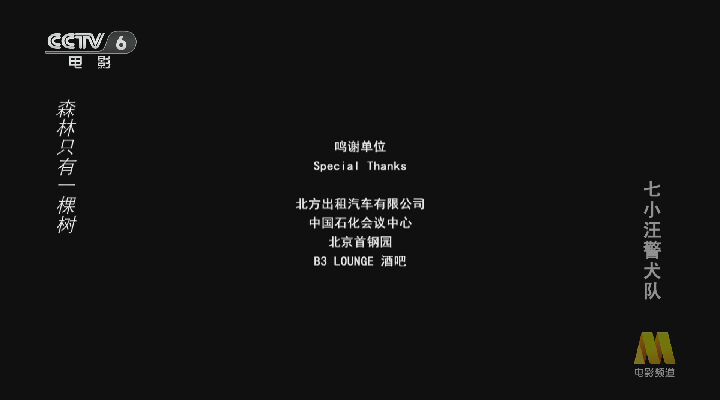 CCTV 6
电影
森林只有一棵树
鸣谢单位
Special Thanks
北方出租汽车有限公司
中国石化会议中心
北京首钢园
B3 LOUNGE 酒吧
七小汪警犬队
电影频道